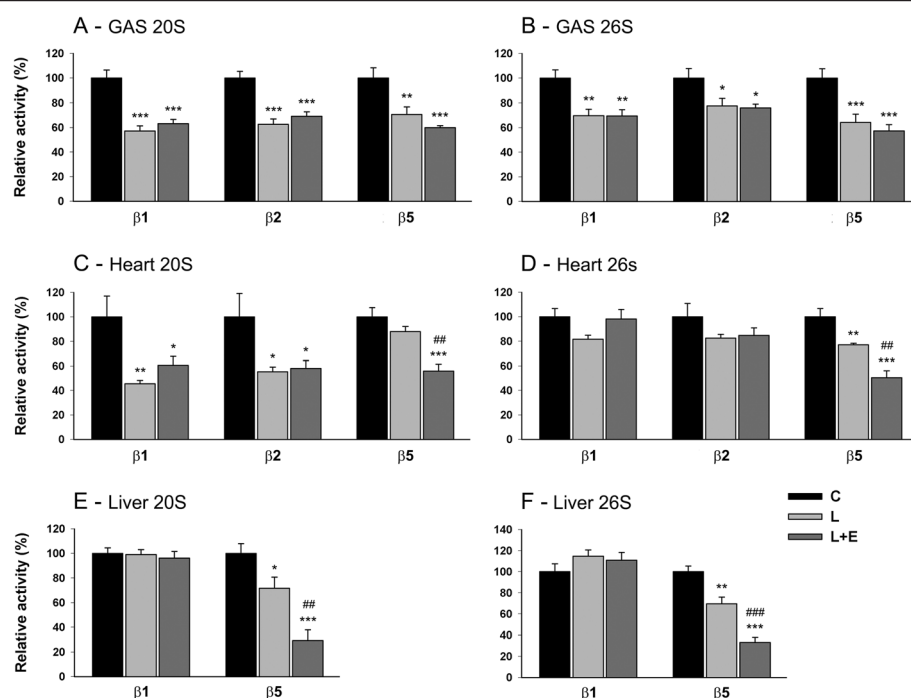 A - GAS 20S
Relative activity (%)
120
100
80
60
40
20
0
*** *** *** *** ** ***
β1 β2 β5
B - GAS 26S
120
100
80
60
40
20
0
** ** * * *** ***
β1 β2 β5
C - Heart 20S
Relative activity (%)
120
100
80
60
40
20
0
** * * * ## ***
β1 β2 β5
D - Heart 26s
120
100
80
60
40
20
0
** ## ***
β1 β2 β5
E - Liver 20S
Relative activity (%)
120
100
80
60
40
20
0
* ## ***
β1 β5
F - Liver 26S
140
120
100
80
60
40
20
0
** ### ***
β1 β5
C
L
L+E